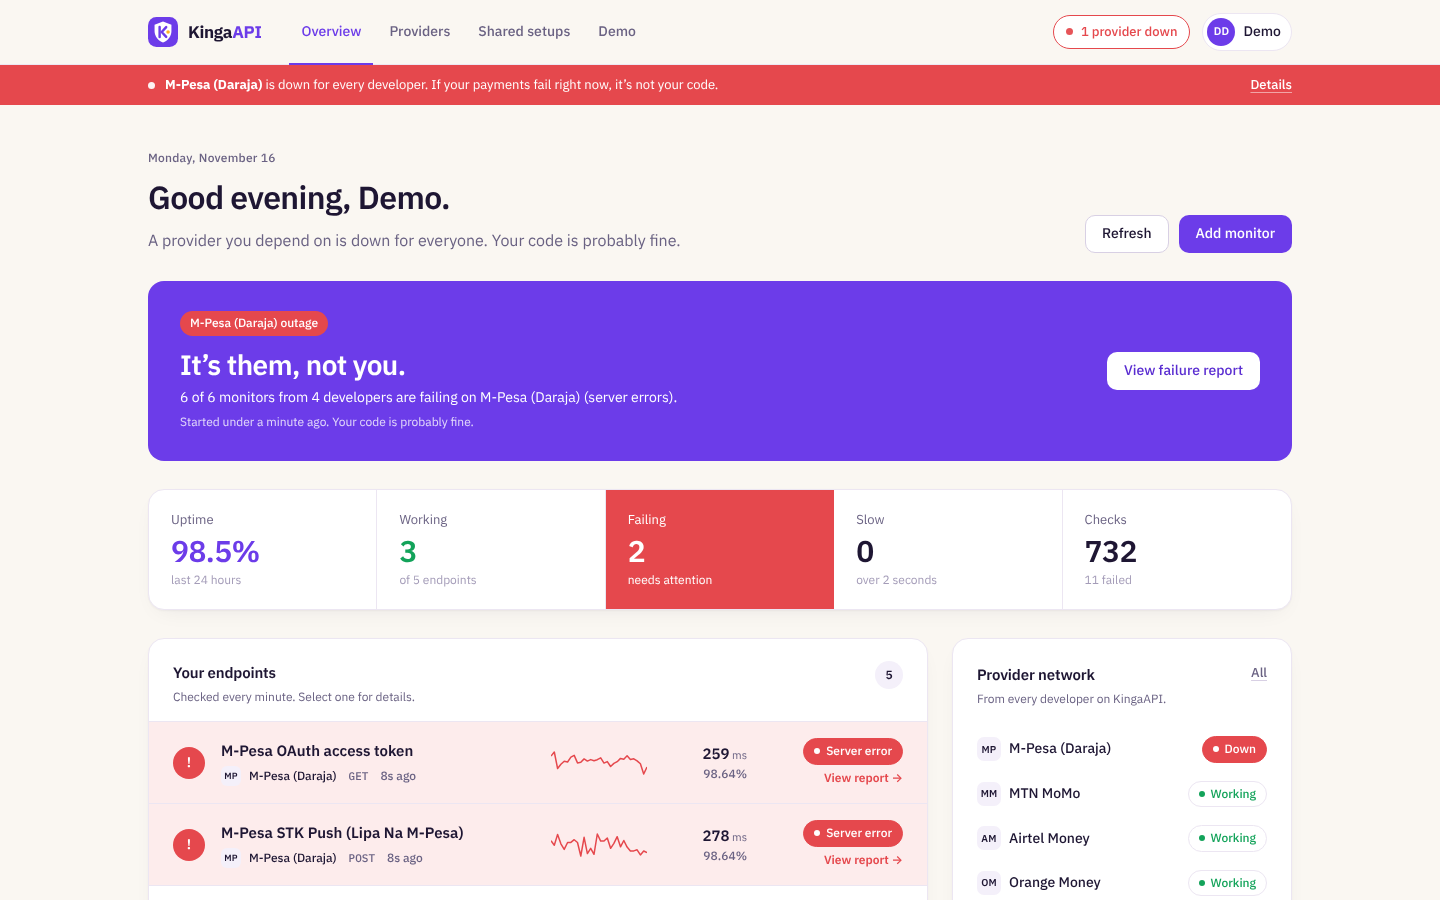 KingaAPI
Overview
Providers
Shared setups
Demo
1 provider down
DD
Demo
M-Pesa (Daraja) is down for every developer. If your payments fail right now, it’s not your code.
Details
Monday, November 16
Good evening, Demo.
A provider you depend on is down for everyone. Your code is probably fine.
Refresh
Add monitor
M-Pesa (Daraja) outage
It’s them, not you.
6 of 6 monitors from 4 developers are failing on M-Pesa (Daraja) (server errors).
Started under a minute ago. Your code is probably fine.
View failure report
Uptime
98.5%
last 24 hours
Working
3
of 5 endpoints
Failing
2
needs attention
Slow
0
over 2 seconds
Checks
732
11 failed
Your endpoints
Checked every minute. Select one for details.
5
! M-Pesa OAuth access token
MP M-Pesa (Daraja) GET 8s ago
259 ms
98.64%
Server error
View report →
! M-Pesa STK Push (Lipa Na M-Pesa)
MP M-Pesa (Daraja) POST 8s ago
278 ms
98.64%
Server error
View report →
Provider network
All
From every developer on KingaAPI.
MP M-Pesa (Daraja) Down
MM MTN MoMo Working
AM Airtel Money Working
OM Orange Money Working